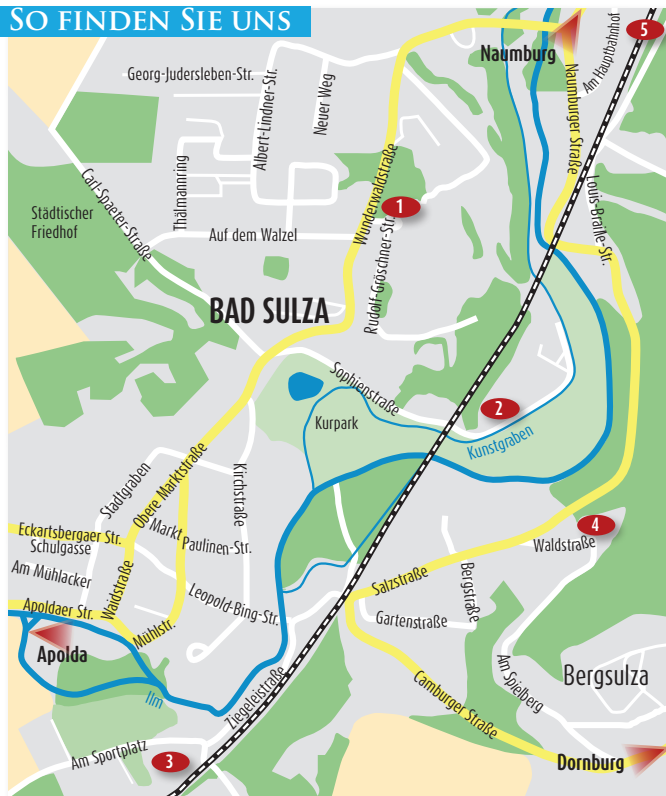 SO FINDEN SIE UNS
Naumburg
Am Hauptbahnhof
5
Georg-Judersleben-Str.
Albert-Lindner-Str.
Neuer Weg
Naumburger Straße
Thälmannring
Carl-Spaeter-Straße
Wunderwaldstraße
1
Louis-Braille-Str.
Städtischer
Friedhof
Auf dem Walzel
Rudolf-Gröschner-Str.
BAD SULZA
Sophienstraße
2
Kurpark
Kunstgraben
Stadtgraben
Obere Marktstraße
Kirchstraße
Eckartsbergaer Str.
Schulgasse
Markt
Paulinen-Str.
4
Waldstraße
Am Mühlacker
Waidstraße
Leopold-Bing-Str.
Salzstraße
Bergstraße
Apoldaer Str.
Mühlstr.
Gartenstraße
Apolda
Ilm
Ziegeleistraße
Camburger Straße
Am Spielberg
Bergsulza
Am Sportplatz
3
Dornburg